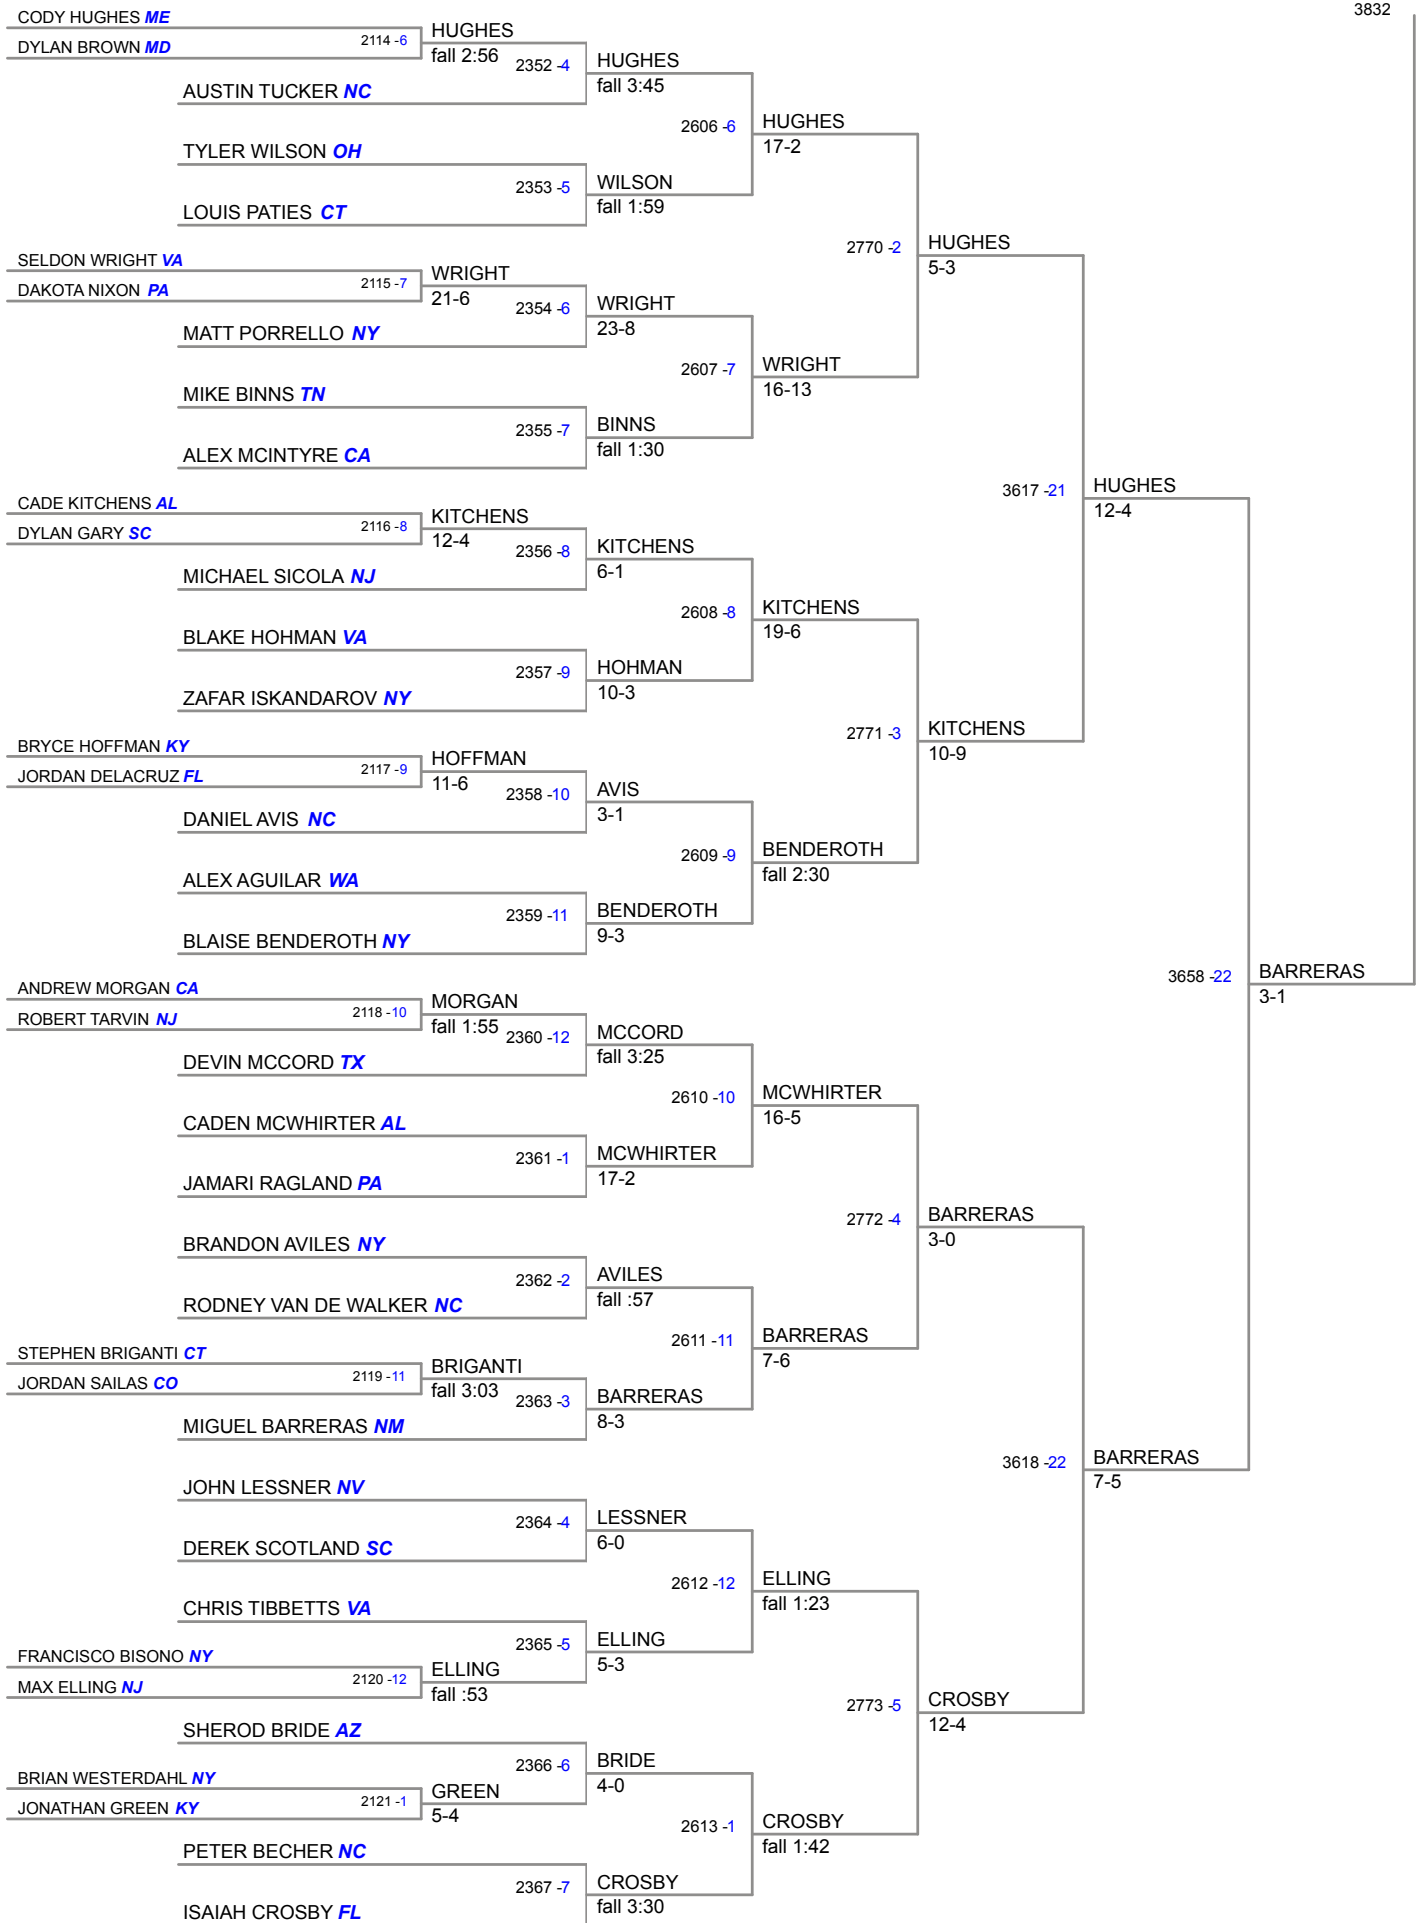 3832
CODY HUGHES ME
DYLAN BROWN MD
2114 -6
HUGHES
fall 2:56
2352 -4
HUGHES
fall 3:45
AUSTIN TUCKER NC
2606 -6
HUGHES
17-2
TYLER WILSON OH
2353 -5
WILSON
fall 1:59
LOUIS PATIES CT
2770 -2
HUGHES
5-3
SELDON WRIGHT VA
DAKOTA NIXON PA
2115 -7
WRIGHT
21-6
2354 -6
WRIGHT
23-8
MATT PORRELLO NY
2607 -7
WRIGHT
16-13
MIKE BINNS TN
2355 -7
BINNS
fall 1:30
ALEX MCINTYRE CA
3617 -21
HUGHES
12-4
CADE KITCHENS AL
DYLAN GARY SC
2116 -8
KITCHENS
12-4
2356 -8
KITCHENS
6-1
MICHAEL SICOLA NJ
2608 -8
KITCHENS
19-6
BLAKE HOHMAN VA
2357 -9
HOHMAN
10-3
ZAFAR ISKANDAROV NY
2771 -3
KITCHENS
10-9
BRYCE HOFFMAN KY
JORDAN DELACRUZ FL
2117 -9
HOFFMAN
11-6
2358 -10
AVIS
3-1
DANIEL AVIS NC
2609 -9
BENDEROTH
fall 2:30
ALEX AGUILAR WA
2359 -11
BENDEROTH
9-3
BLAISE BENDEROTH NY
3658 -22
BARRERAS
3-1
ANDREW MORGAN CA
ROBERT TARVIN NJ
2118 -10
MORGAN
fall 1:55
2360 -12
MCCORD
fall 3:25
DEVIN MCCORD TX
2610 -10
MCWHIRTER
16-5
CADEN MCWHIRTER AL
2361 -1
MCWHIRTER
17-2
JAMARI RAGLAND PA
2772 -4
BARRERAS
3-0
BRANDON AVILES NY
2362 -2
AVILES
fall :57
RODNEY VAN DE WALKER NC
2611 -11
BARRERAS
7-6
STEPHEN BRIGANTI CT
JORDAN SAILAS CO
2119 -11
BRIGANTI
fall 3:03
2363 -3
BARRERAS
8-3
MIGUEL BARRERAS NM
3618 -22
BARRERAS
7-5
JOHN LESSNER NV
2364 -4
LESSNER
6-0
DEREK SCOTLAND SC
2612 -12
ELLING
fall 1:23
CHRIS TIBBETTS VA
2365 -5
ELLING
5-3
FRANCISCO BISONO NY
MAX ELLING NJ
2120 -12
ELLING
fall :53
2773 -5
CROSBY
12-4
SHEROD BRIDE AZ
2366 -6
BRIDE
4-0
BRIAN WESTERDAHL NY
JONATHAN GREEN KY
2121 -1
GREEN
5-4
2613 -1
CROSBY
fall 1:42
PETER BECHER NC
2367 -7
CROSBY
fall 3:30
ISAIAH CROSBY FL